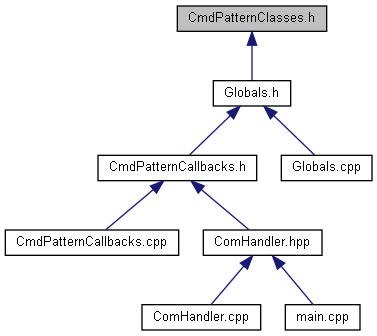 CmdPatternClasses.h
Globals.h
CmdPatternCallbacks.h
Globals.cpp
CmdPatternCallbacks.cpp
ComHandler.hpp
ComHandler.cpp
main.cpp